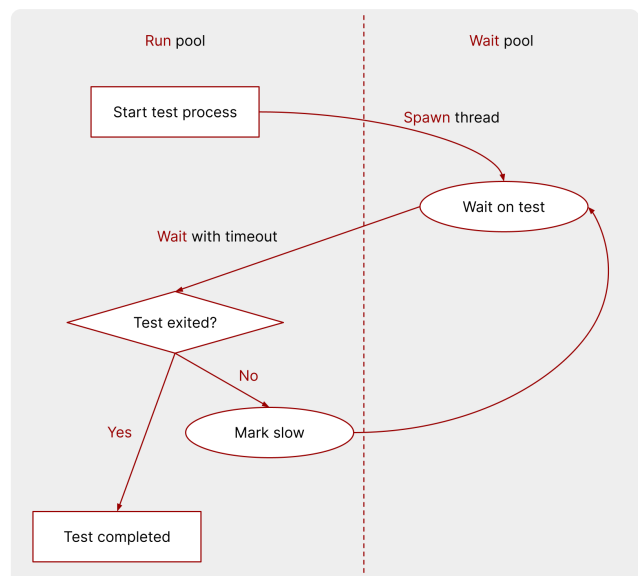 Run pool
Wait pool
Start test process
Spawn thread
Wait on test
Wait with timeout
Test exited?
No
Mark slow
Yes
Test completed